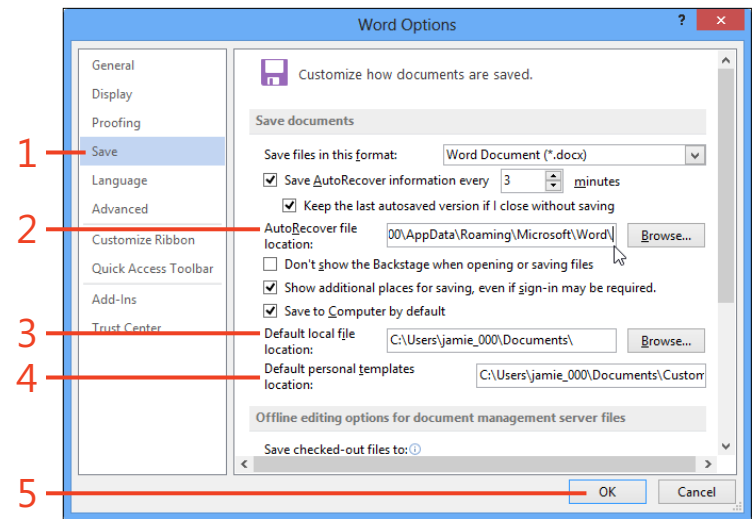 Word Options ? ×
General
Display
Proofing
1 Save
Language
Advanced
Customize Ribbon
Quick Access Toolbar
Add-Ins
Trust Center
Customize how documents are saved.
Save documents
Save files in this format: Word Document (*.docx)
Save AutoRecover information every 3 minutes
Keep the last autosaved version if I close without saving
2 AutoRecover file
location: 00\AppData\Roaming\Microsoft\Word\ Browse...
Don't show the Backstage when opening or saving files
Show additional places for saving, even if sign-in may be required.
Save to Computer by default
3 Default local file
location: C:\Users\jamie_000\Documents\ Browse...
4 Default personal templates
location: C:\Users\jamie_000\Documents\Custom
Offline editing options for document management server files
Save checked-out files to:
5 OK Cancel